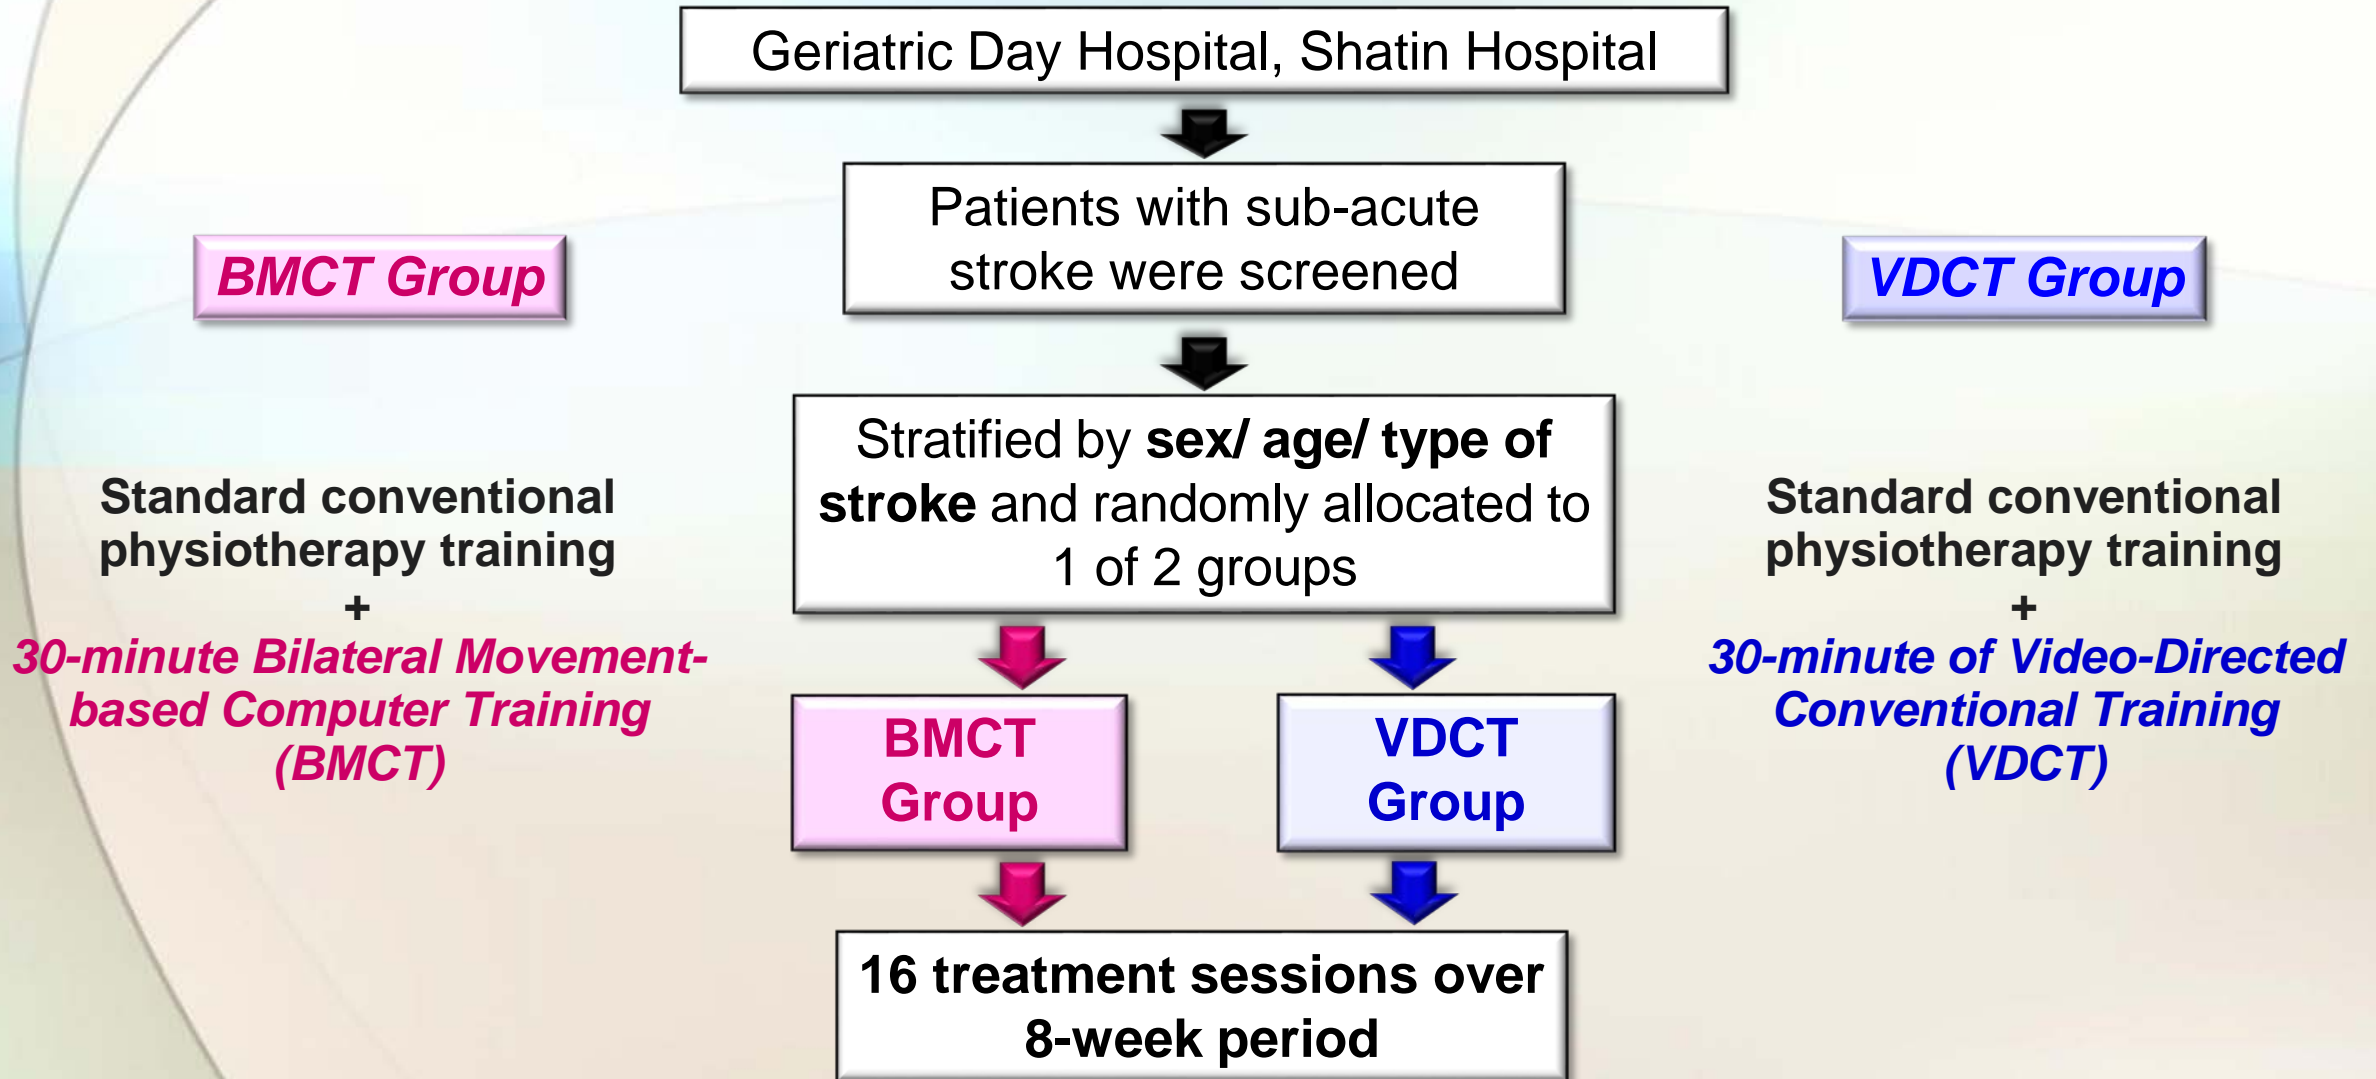 Geriatric Day Hospital, Shatin Hospital
Patients with sub-acute
stroke were screened
BMCT Group
VDCT Group
Stratified by sex/ age/ type of
stroke and randomly allocated to
1 of 2 groups
Standard conventional
physiotherapy training
+
30-minute Bilateral Movement-
based Computer Training
(BMCT)
Standard conventional
physiotherapy training
+
30-minute of Video-Directed
Conventional Training
(VDCT)
BMCT
Group
VDCT
Group
16 treatment sessions over
8-week period